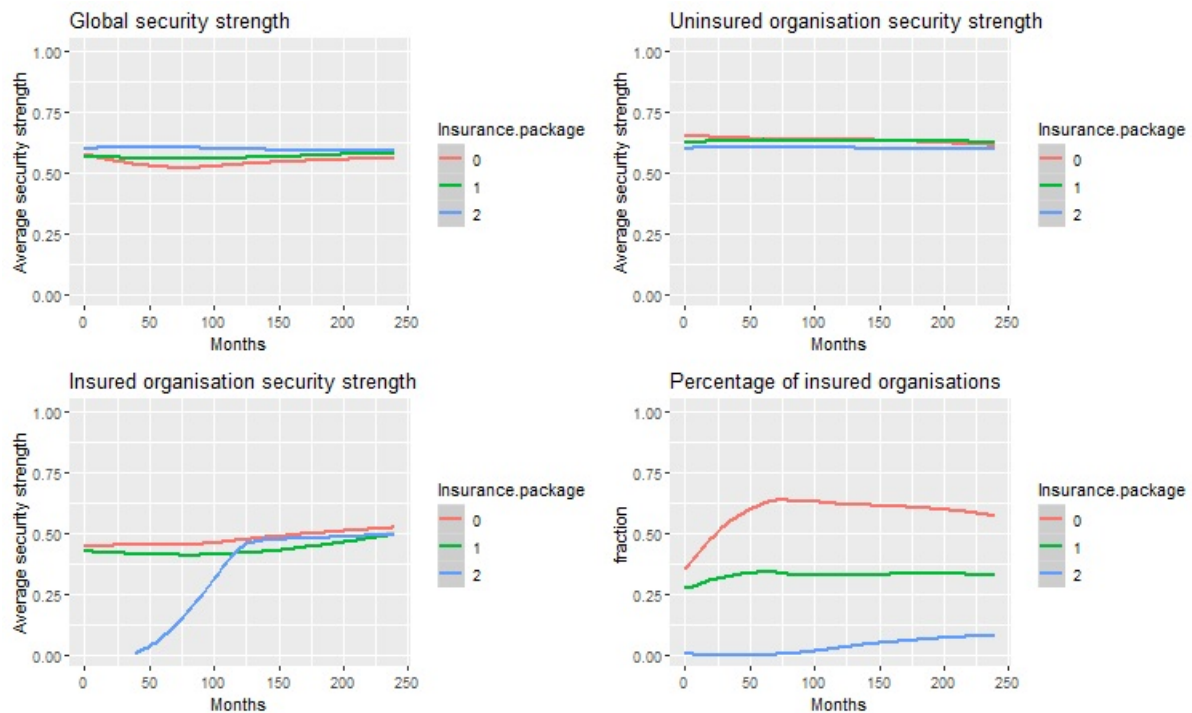 Global security strength
Average security strength
1.00
0.75
0.50
0.25
0.00
0 50 100 150 200 250
Months
Insurance.package
0
1
2
Uninsured organisation security strength
Average security strength
1.00
0.75
0.50
0.25
0.00
0 50 100 150 200 250
Months
Insurance.package
0
1
2
Insured organisation security strength
Average security strength
1.00
0.75
0.50
0.25
0.00
0 50 100 150 200 250
Months
Insurance.package
0
1
2
Percentage of insured organisations
fraction
1.00
0.75
0.50
0.25
0.00
0 50 100 150 200 250
Months
Insurance.package
0
1
2